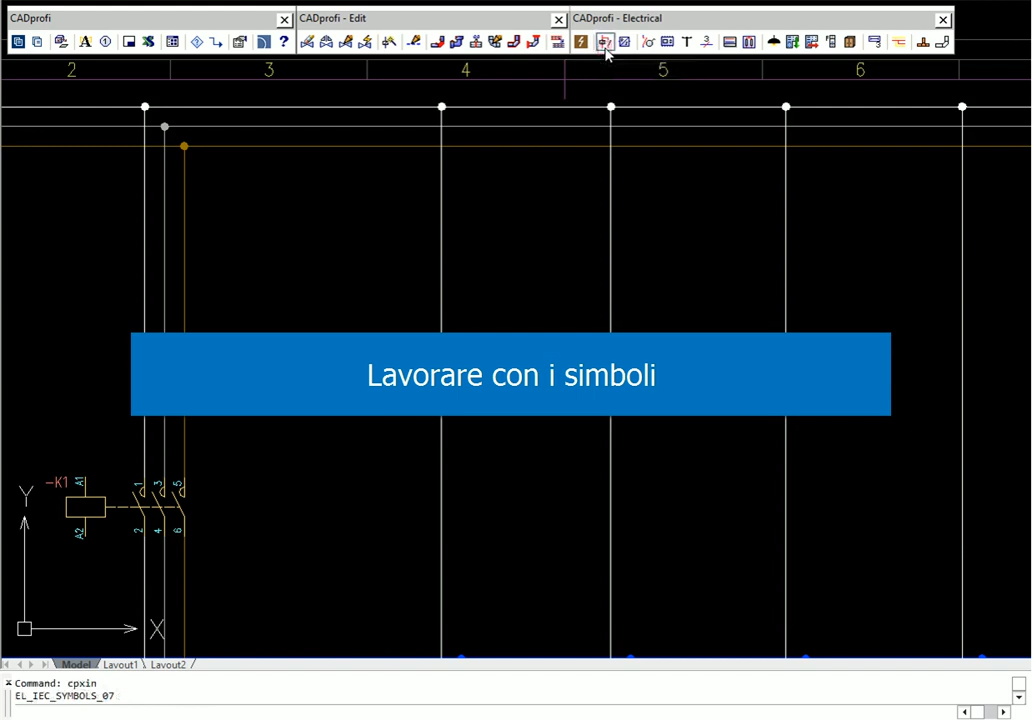 CADprofi
CADprofi - Edit
CADprofi - Electrical
2 3 4 5 6
Lavorare con i simboli
-K1 A1 1 3 5
A2 2 4 6
Y
X
Model Layout1 Layout2
Command: cpxin
EL_IEC_SYMBOLS_07